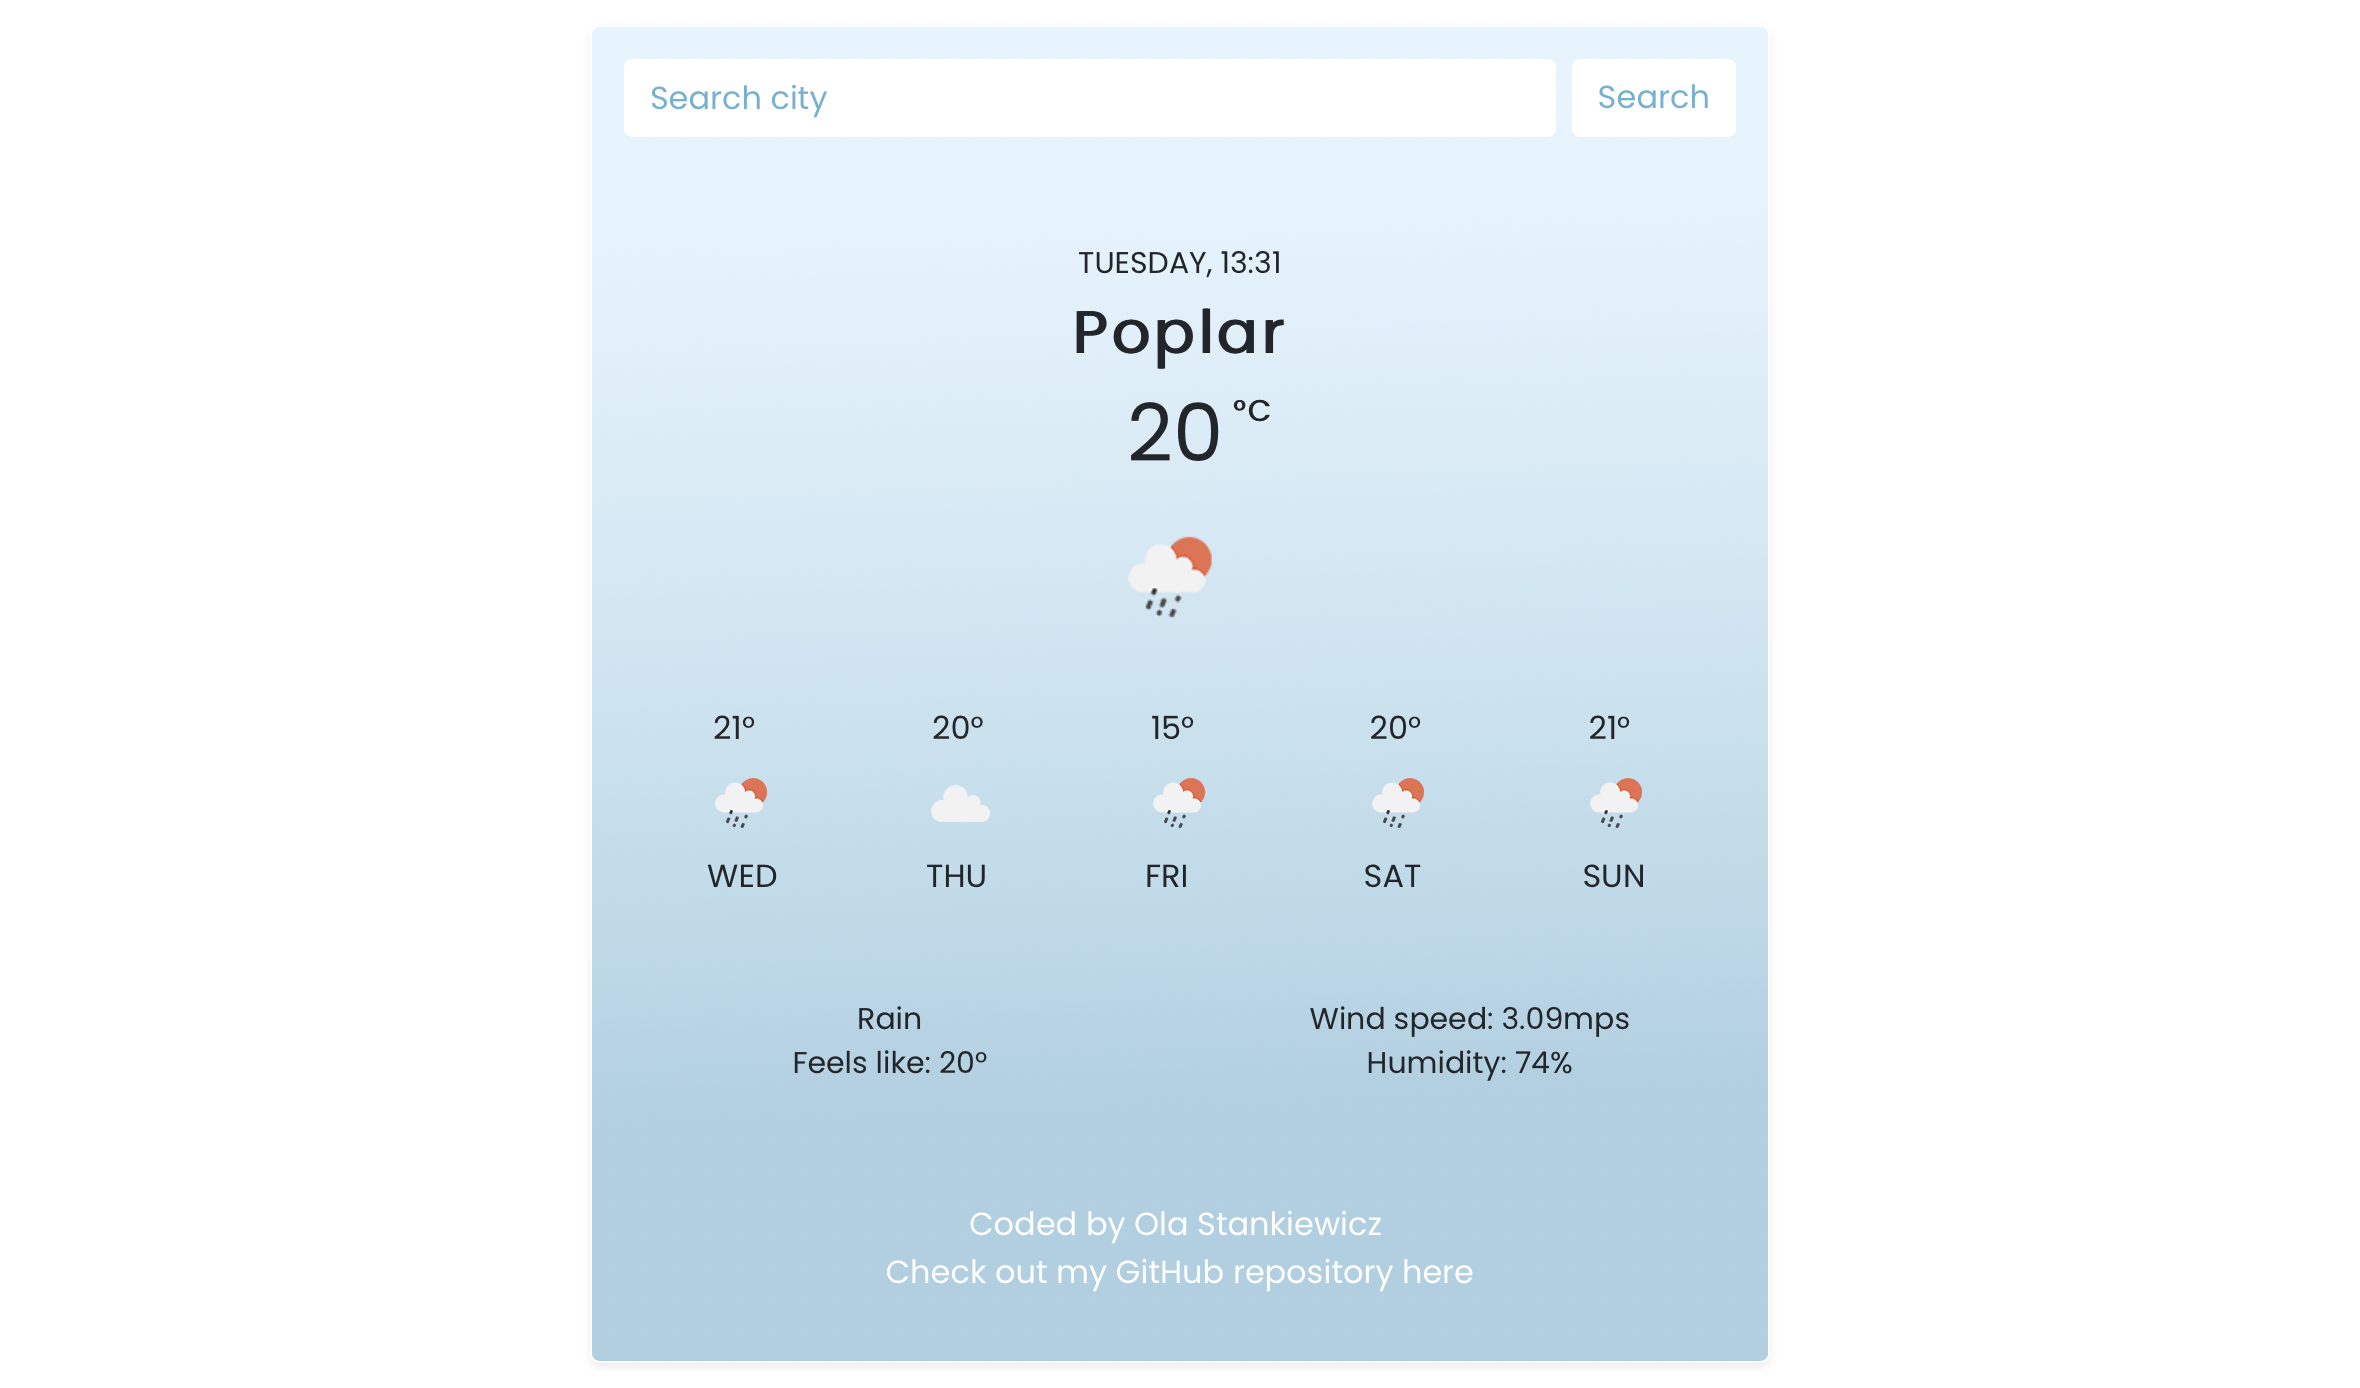 Search city Search
TUESDAY, 13:31
Poplar
20 °C
21° 20° 15° 20° 21°
WED THU FRI SAT SUN
Rain
Feels like: 20°
Wind speed: 3.09mps
Humidity: 74%
Coded by Ola Stankiewicz
Check out my GitHub repository here